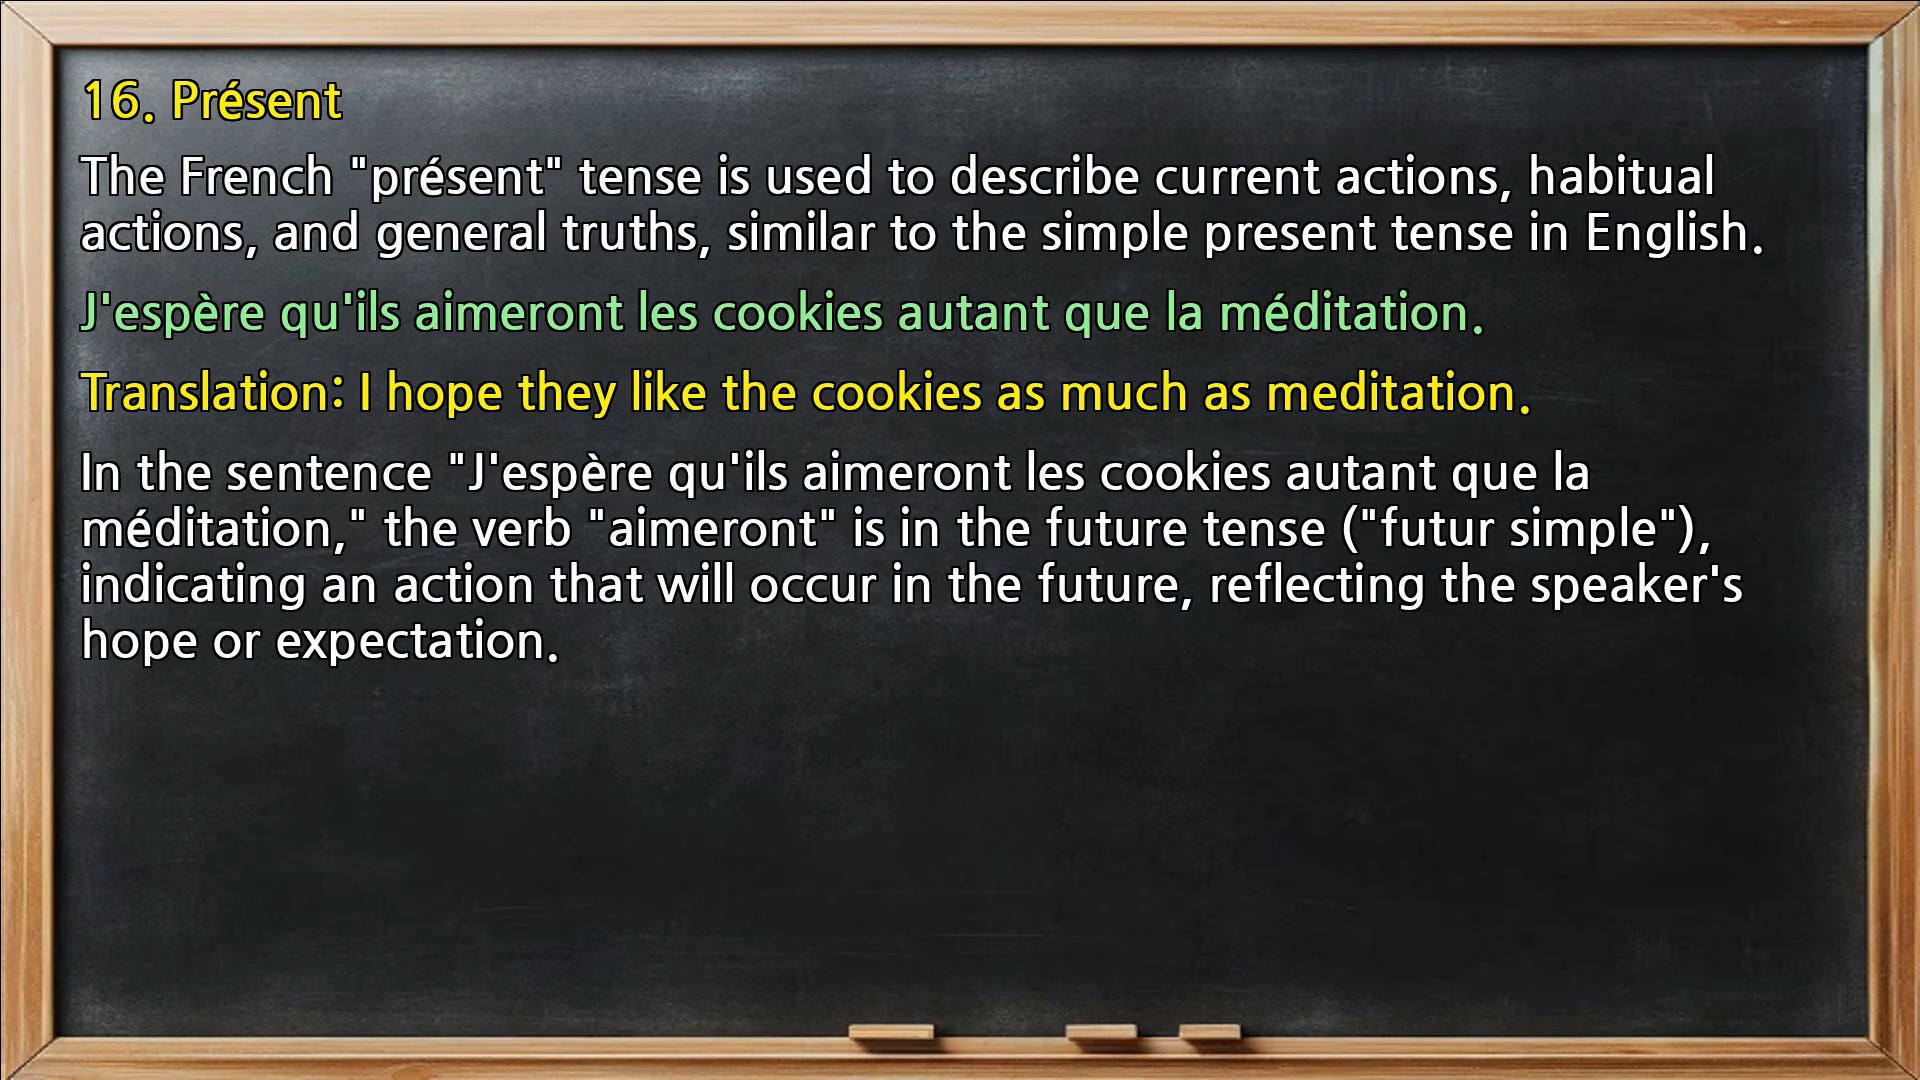 16. Présent
The French "présent" tense is used to describe current actions, habitual
actions, and general truths, similar to the simple present tense in English.
J'espère qu'ils aimeront les cookies autant que la méditation.
Translation: I hope they like the cookies as much as meditation.
In the sentence "J'espère qu'ils aimeront les cookies autant que la
méditation," the verb "aimeront" is in the future tense ("futur simple"),
indicating an action that will occur in the future, reflecting the speaker's
hope or expectation.